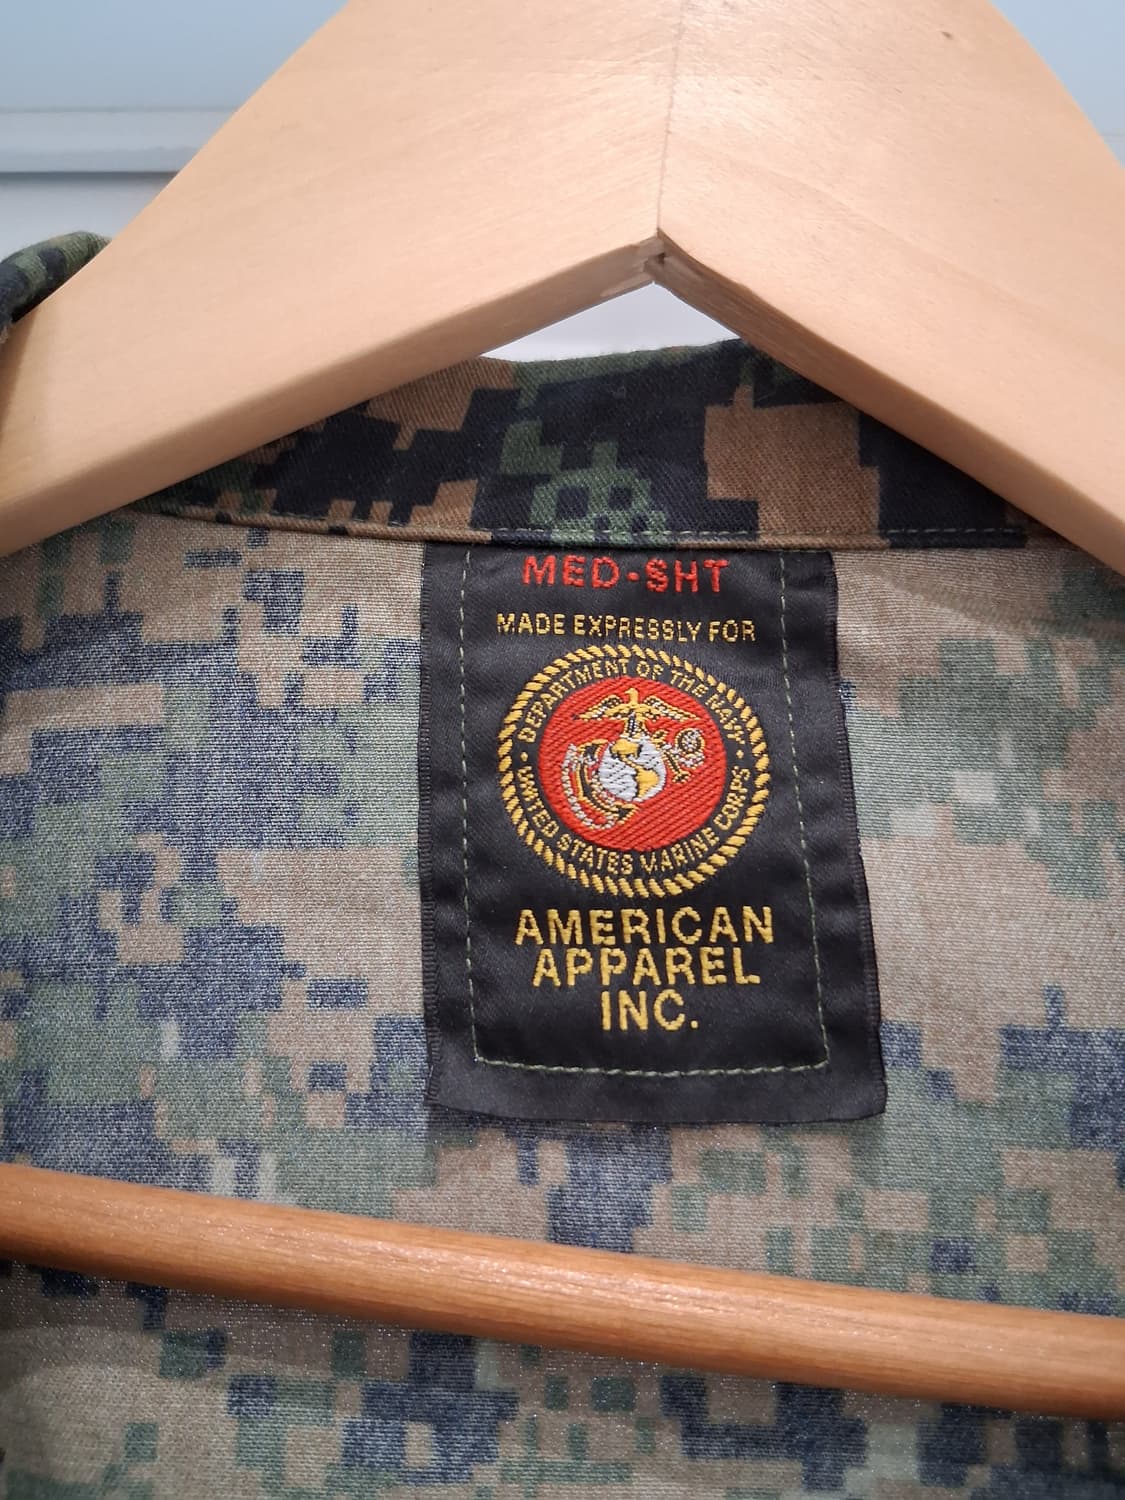 MED·SHT
MADE EXPRESSLY FOR
DEPARTMENT OF THE NAVY
UNITED STATES MARINE CORPS
AMERICAN
APPAREL
INC.